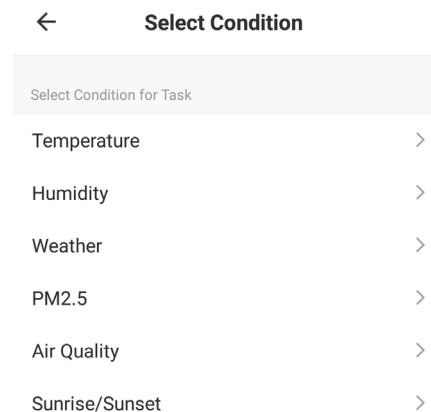 Select Condition
Select Condition for Task
Temperature
Humidity
Weather
PM2.5
Air Quality
Sunrise/Sunset